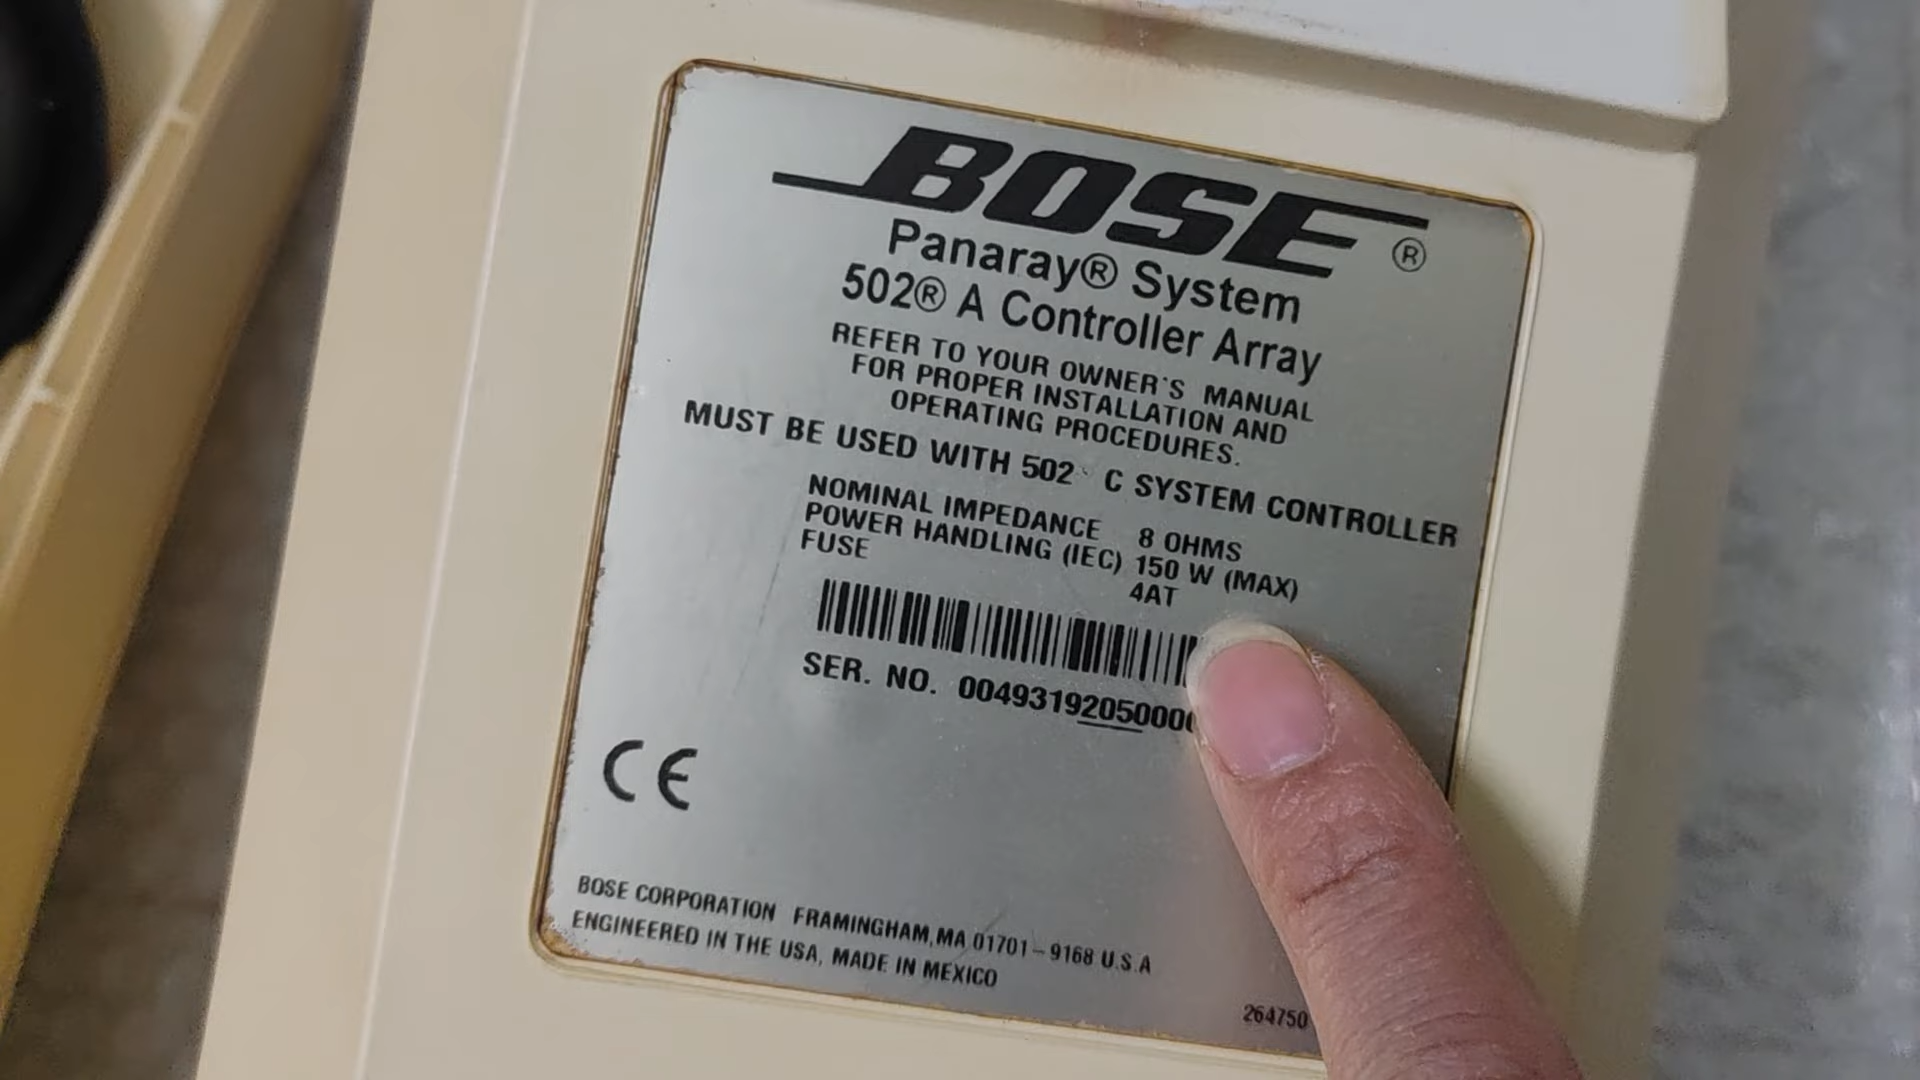 BOSE®
Panaray® System
502® A Controller Array
REFER TO YOUR OWNER'S MANUAL
FOR PROPER INSTALLATION AND
OPERATING PROCEDURES.
MUST BE USED WITH 502 C SYSTEM CONTROLLER
NOMINAL IMPEDANCE 8 OHMS
POWER HANDLING (IEC) 150 W (MAX)
FUSE 4AT
SER. NO. 0049319205000
CE
BOSE CORPORATION FRAMINGHAM, MA 01701-9168 U.S.A
ENGINEERED IN THE USA, MADE IN MEXICO
264750